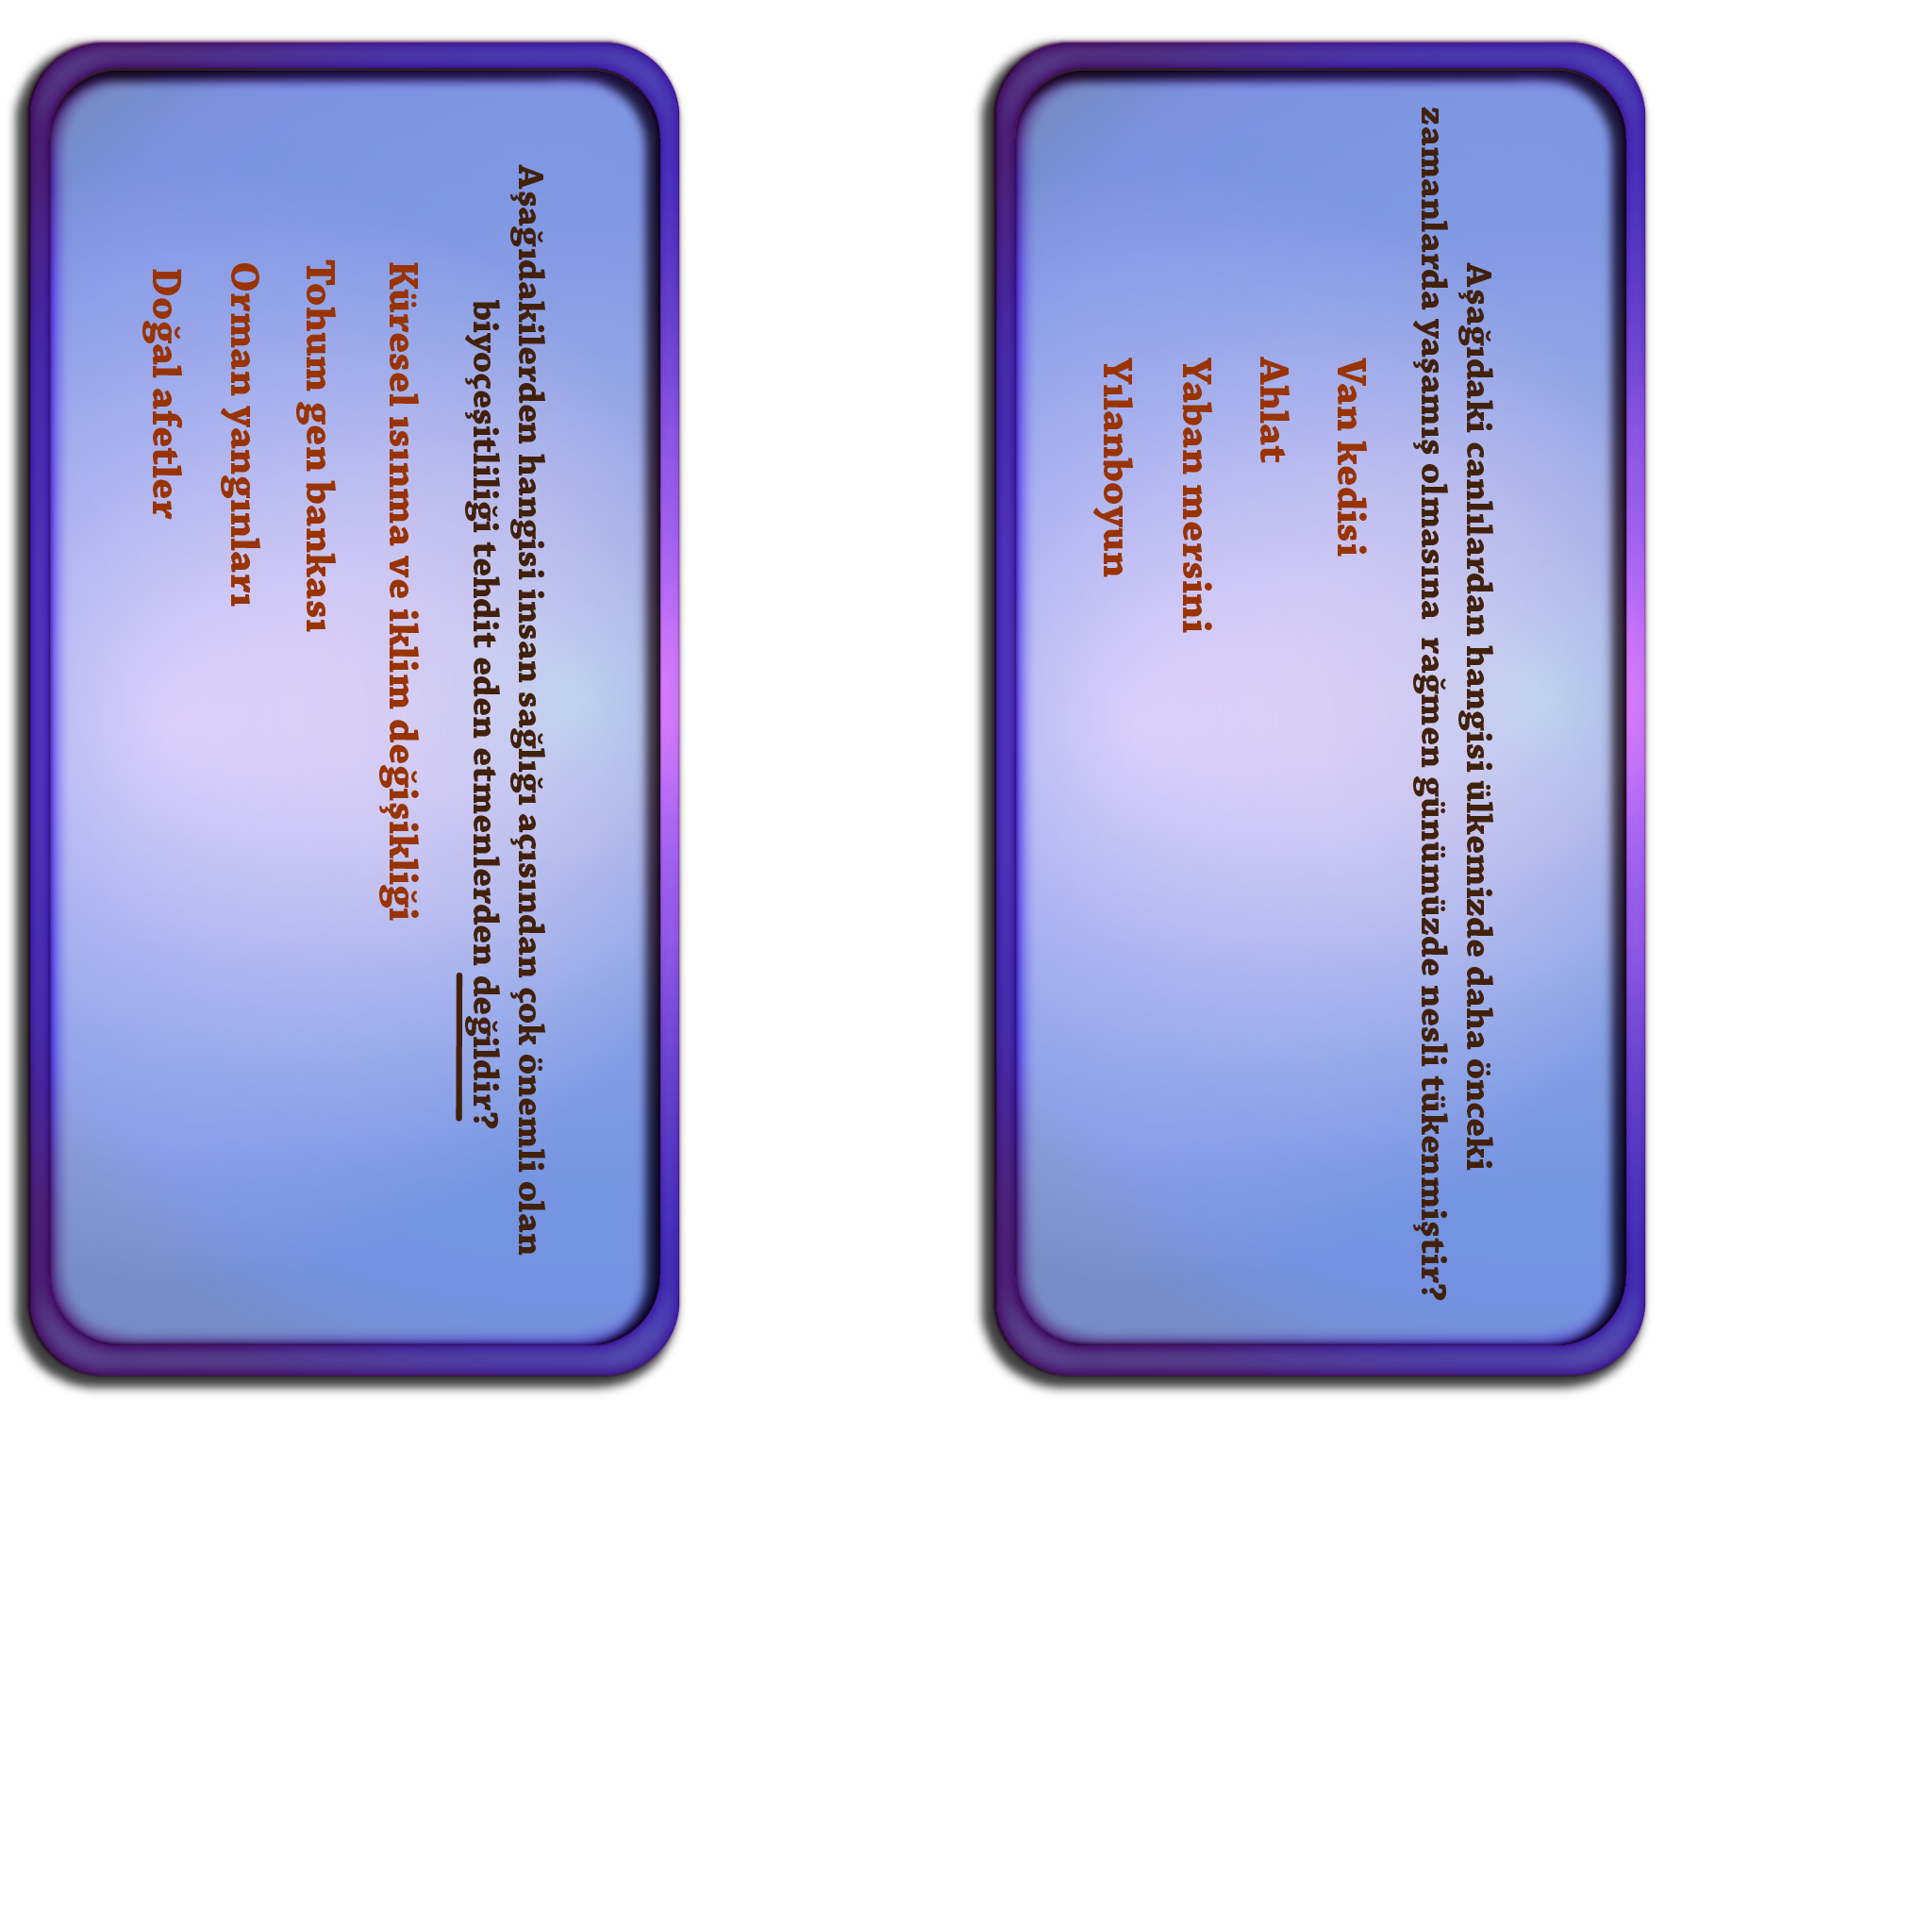 Aşağıdakilerden hangisi insan sağlığı açısından çok önemli olan
biyoçeşitliliği tehdit eden etmenlerden değildir?
Küresel ısınma ve iklim değişikliği
Tohum gen bankası
Orman yangınları
Doğal afetler
Aşağıdaki canlılardan hangisi ülkemizde daha önceki
zamanlarda yaşamış olmasına rağmen günümüzde nesli tükenmiştir?
Van kedisi
Ahlat
Yaban mersini
Yılanboyun